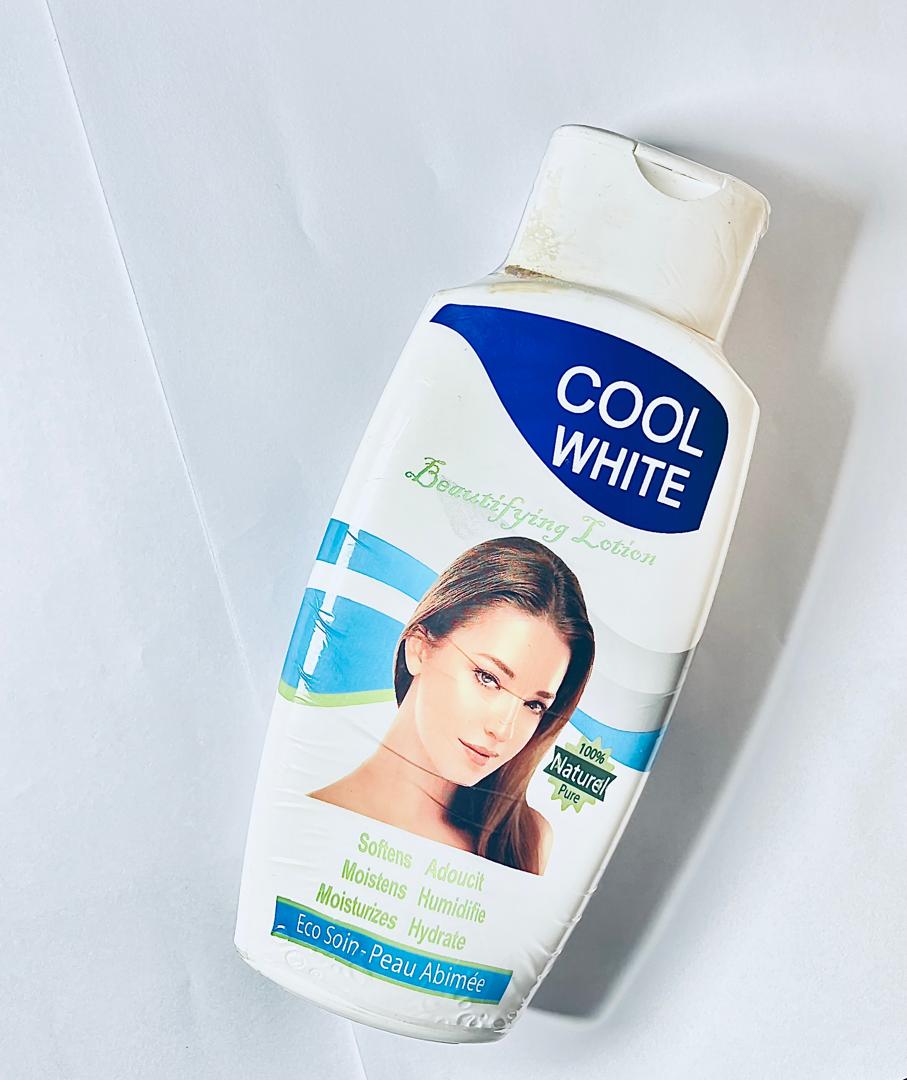 COOL
WHITE
Beautifying Lotion
100%
Naturel
Pure
Softens Adoucit
Moistens Humidifie
Moisturizes Hydrate
Eco Soin - Peau Abimée